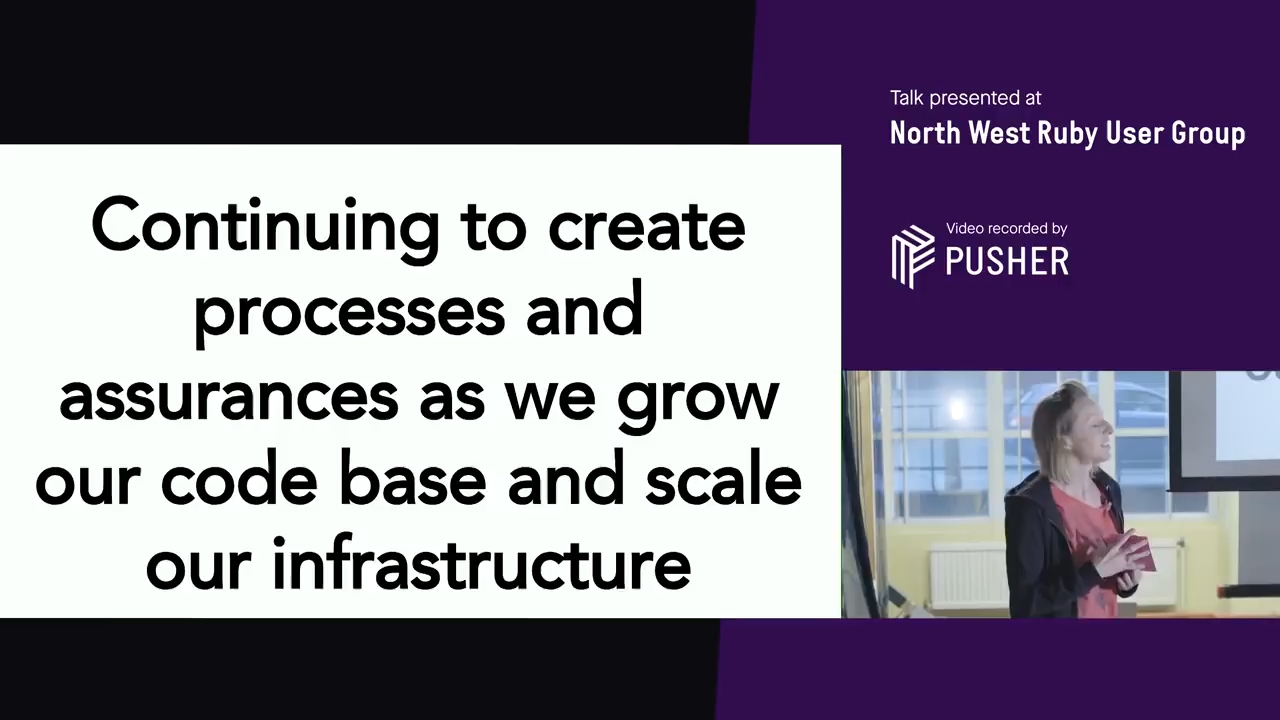 Talk presented at
North West Ruby User Group
Video recorded by
PUSHER
Continuing to create
processes and
assurances as we grow
our code base and scale
our infrastructure